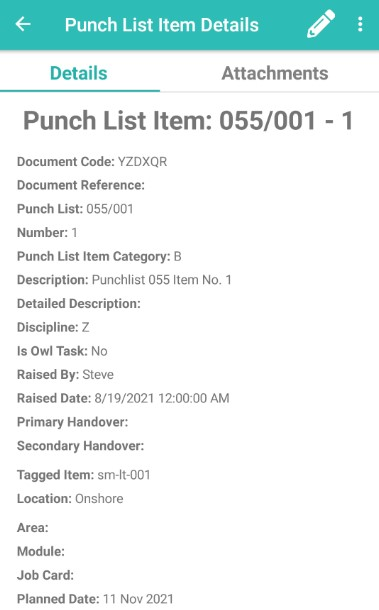 Punch List Item Details
Details Attachments
Punch List Item: 055/001 - 1
Document Code: YZDXQR
Document Reference:
Punch List: 055/001
Number: 1
Punch List Item Category: B
Description: Punchlist 055 Item No. 1
Detailed Description:
Discipline: Z
Is Owl Task: No
Raised By: Steve
Raised Date: 8/19/2021 12:00:00 AM
Primary Handover:
Secondary Handover:
Tagged Item: sm-lt-001
Location: Onshore
Area:
Module:
Job Card:
Planned Date: 11 Nov 2021